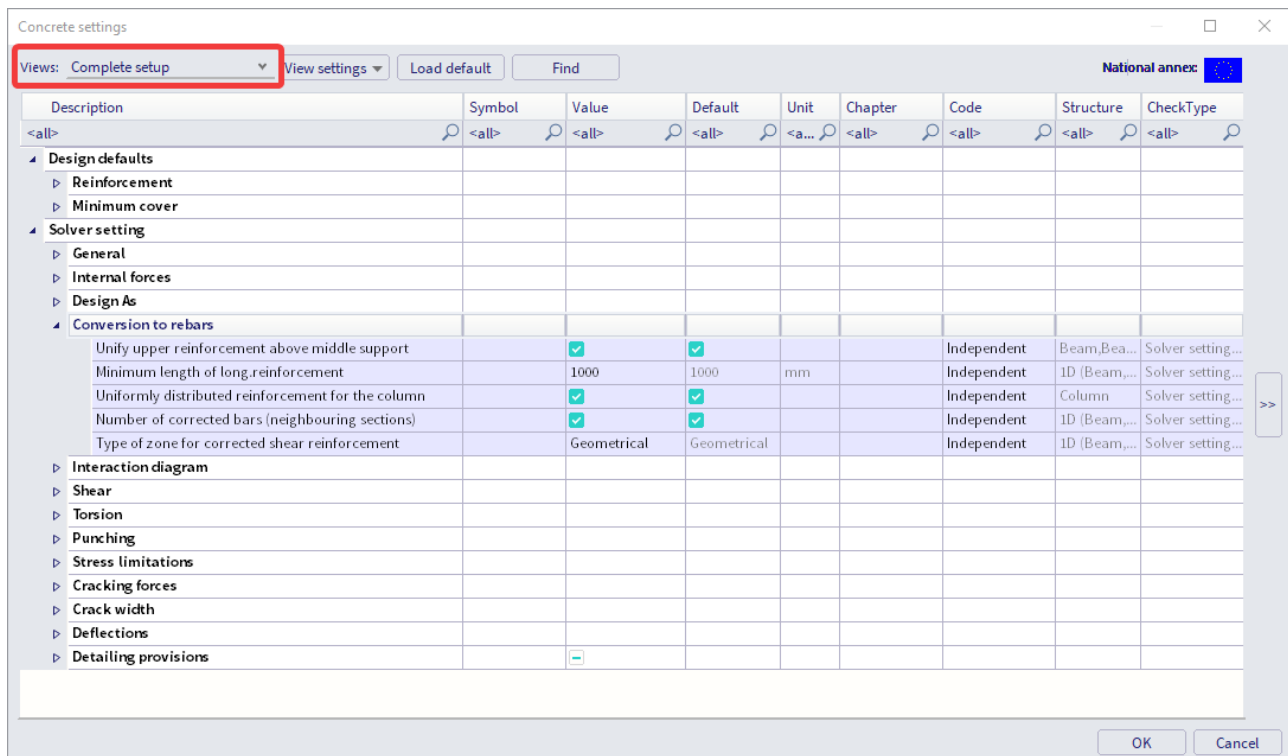 Concrete settings
Views: Complete setup View settings Load default Find National annex:
Description Symbol Value Default Unit Chapter Code Structure CheckType
<all> <all> <all> <all> <a... <all> <all> <all> <all>
Design defaults
Reinforcement
Minimum cover
Solver setting
General
Internal forces
Design As
Conversion to rebars
Unify upper reinforcement above middle support Independent Beam,Bea... Solver setting...
Minimum length of long.reinforcement 1000 1000 mm Independent 1D (Beam,... Solver setting...
Uniformly distributed reinforcement for the column Independent Column Solver setting...
Number of corrected bars (neighbouring sections) Independent 1D (Beam,... Solver setting...
Type of zone for corrected shear reinforcement Geometrical Geometrical Independent 1D (Beam,... Solver setting...
Interaction diagram
Shear
Torsion
Punching
Stress limitations
Cracking forces
Crack width
Deflections
Detailing provisions
>>
OK Cancel